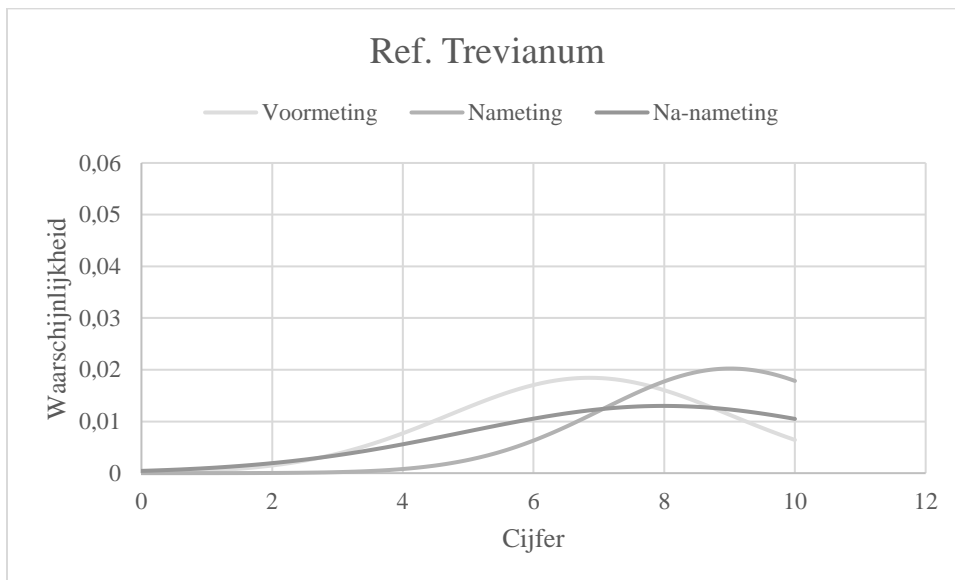 Ref. Trevianum
Voormeting Nameting Na-nameting
0,06
0,05
0,04
0,03
0,02
0,01
0
Waarschijnlijkheid
0 2 4 6 8 10 12
Cijfer